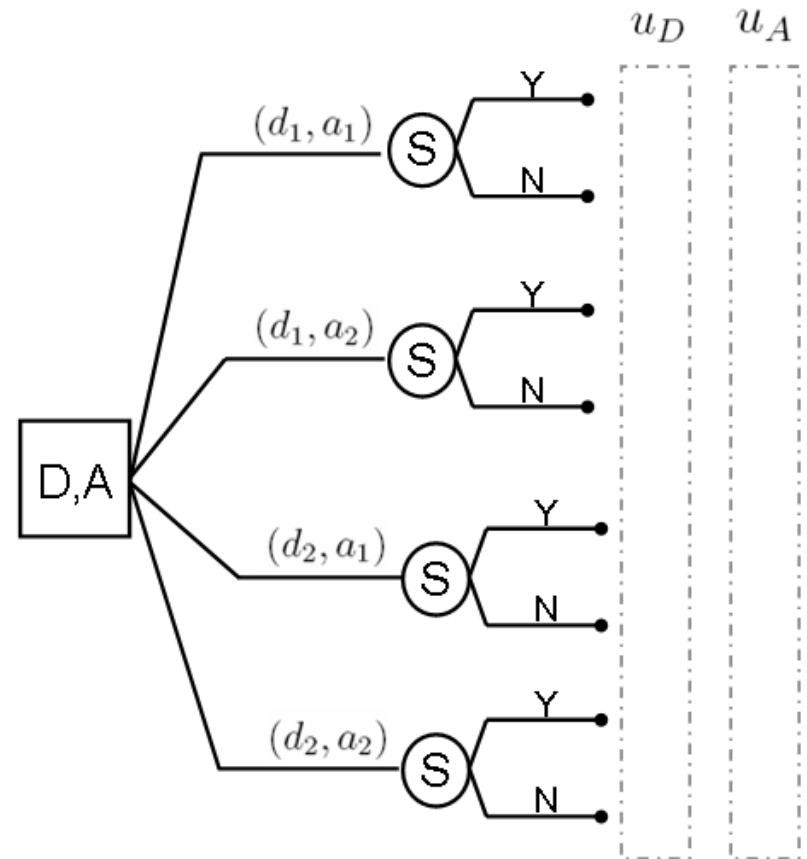 u_D u_A
Y
(d_1, a_1) S
N
Y
(d_1, a_2) S
N
D,A
Y
(d_2, a_1) S
N
Y
(d_2, a_2) S
N